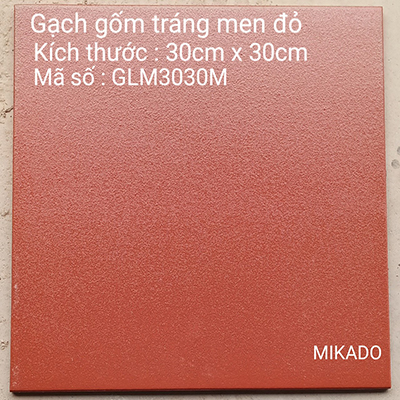 Gạch gốm tráng men đỏ
Kích thước : 30cm x 30cm
Mã số : GLM3030M
MIKADO